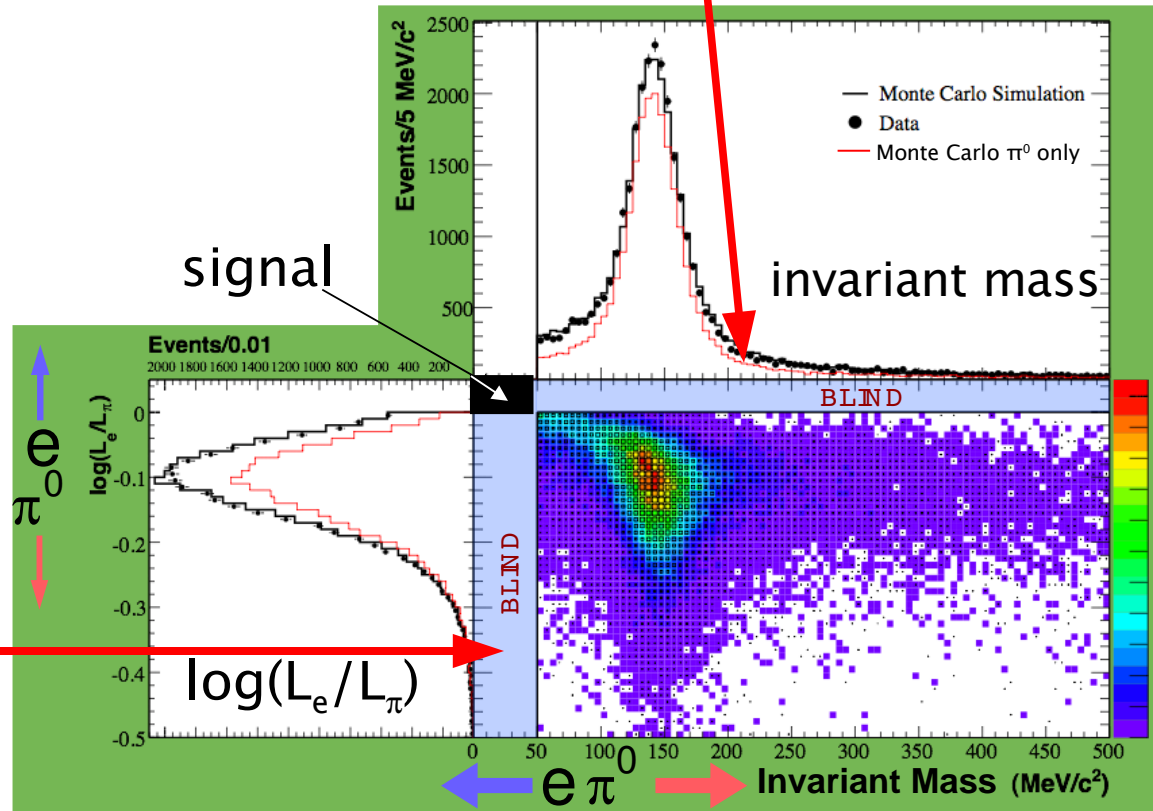 2500
2000
1500
1000
500
Events/5 MeV/c²
Monte Carlo Simulation
Data
Monte Carlo π⁰ only
signal
invariant mass
Events/0.01
2000 1800 1600 1400 1200 1000 800 600 400 200
BLIND
e
π⁰
log(L_e/L_π)
0
-0.1
-0.2
-0.3
-0.4
-0.5
BLIND
log(L_e/L_π)
0 50 100 150 200 250 300 350 400 450 500
e π⁰
Invariant Mass (MeV/c²)